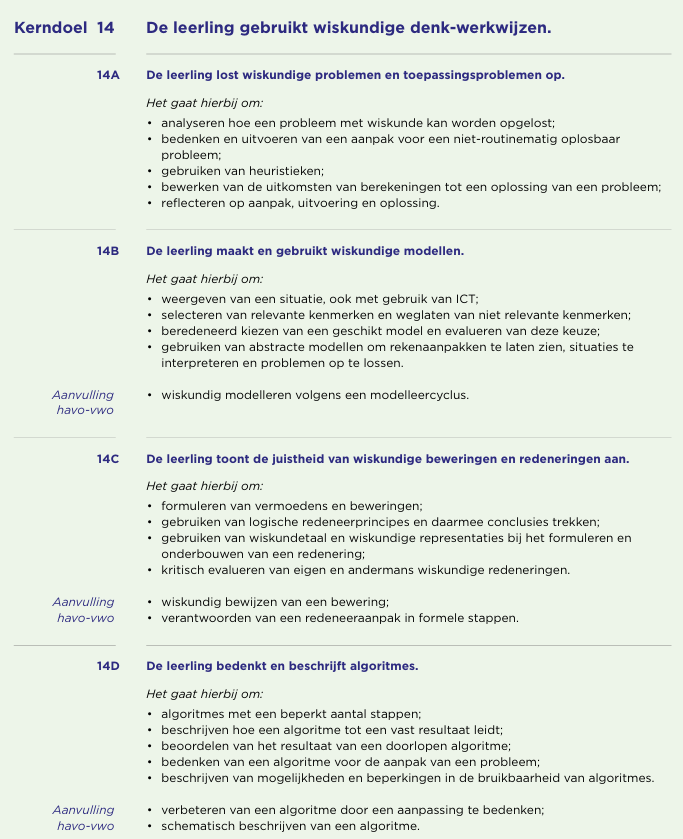 Kerndoel 14 De leerling gebruikt wiskundige denk-werkwijzen.
14A De leerling lost wiskundige problemen en toepassingsproblemen op.
Het gaat hierbij om:
• analyseren hoe een probleem met wiskunde kan worden opgelost;
• bedenken en uitvoeren van een aanpak voor een niet-routinematig oplosbaar
probleem;
• gebruiken van heuristieken;
• bewerken van de uitkomsten van berekeningen tot een oplossing van een probleem;
• reflecteren op aanpak, uitvoering en oplossing.
14B De leerling maakt en gebruikt wiskundige modellen.
Het gaat hierbij om:
• weergeven van een situatie, ook met gebruik van ICT;
• selecteren van relevante kenmerken en weglaten van niet relevante kenmerken;
• beredeneerd kiezen van een geschikt model en evalueren van deze keuze;
• gebruiken van abstracte modellen om rekenaanpakken te laten zien, situaties te
interpreteren en problemen op te lossen.
Aanvulling • wiskundig modelleren volgens een modelleercyclus.
havo-vwo
14C De leerling toont de juistheid van wiskundige beweringen en redeneringen aan.
Het gaat hierbij om:
• formuleren van vermoedens en beweringen;
• gebruiken van logische redeneerprincipes en daarmee conclusies trekken;
• gebruiken van wiskundetaal en wiskundige representaties bij het formuleren en
onderbouwen van een redenering;
• kritisch evalueren van eigen en andermans wiskundige redeneringen.
Aanvulling • wiskundig bewijzen van een bewering;
havo-vwo • verantwoorden van een redeneeraanpak in formele stappen.
14D De leerling bedenkt en beschrijft algoritmes.
Het gaat hierbij om:
• algoritmes met een beperkt aantal stappen;
• beschrijven hoe een algoritme tot een vast resultaat leidt;
• beoordelen van het resultaat van een doorlopen algoritme;
• bedenken van een algoritme voor de aanpak van een probleem;
• beschrijven van mogelijkheden en beperkingen in de bruikbaarheid van algoritmes.
Aanvulling • verbeteren van een algoritme door een aanpassing te bedenken;
havo-vwo • schematisch beschrijven van een algoritme.